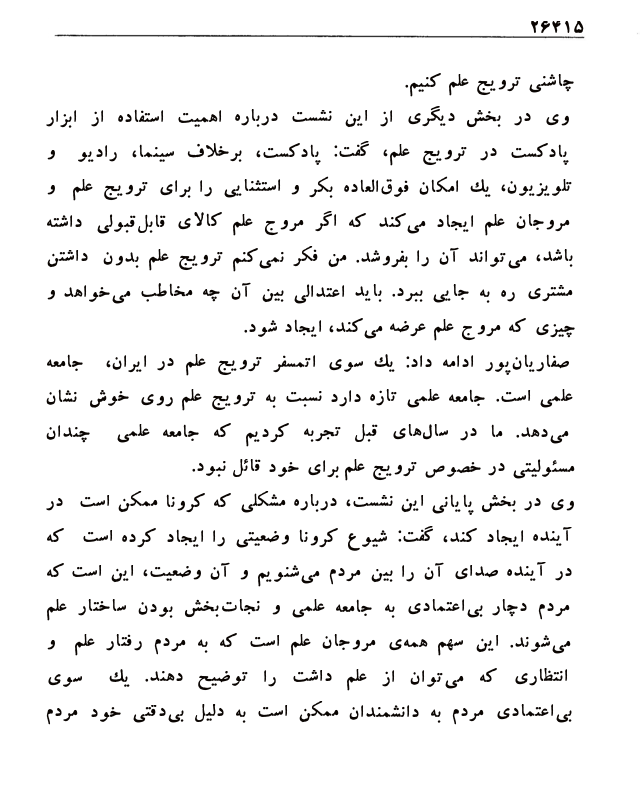 ۲۶۴۱۵
چاشنی ترویج علم کنیم.
وی در بخش دیگری از این نشست درباره اهمیت استفاده از ابزار
پادکست در ترویج علم، گفت: پادکست، برخلاف سینما، رادیو و
تلویزیون، یك امکان فوق‌العاده بکر و استثنایی را برای ترویج علم و
مروجان علم ایجاد می‌کند که اگر مروج علم کالای قابل‌قبولی داشته
باشد، می‌تواند آن را بفروشد. من فکر نمی‌کنم ترویج علم بدون داشتن
مشتری ره به جایی ببرد. باید اعتدالی بین آن چه مخاطب می‌خواهد و
چیزی که مروج علم عرضه می‌کند، ایجاد شود.
صفاریان‌پور ادامه داد: یك سوی اتمسفر ترویج علم در ایران، جامعه
علمی است. جامعه علمی تازه دارد نسبت به ترویج علم روی خوش نشان
می‌دهد. ما در سال‌های قبل تجربه کردیم که جامعه علمی چندان
مسئولیتی در خصوص ترویج علم برای خود قائل نبود.
وی در بخش پایانی این نشست، درباره مشکلی که کرونا ممکن است در
آینده ایجاد کند، گفت: شیوع کرونا وضعیتی را ایجاد کرده است که
در آینده صدای آن را بین مردم می‌شنویم و آن وضعیت، این است که
مردم دچار بی‌اعتمادی به جامعه علمی و نجات‌بخش بودن ساختار علم
می‌شوند. این سهم همه‌ی مروجان علم است که به مردم رفتار علم و
انتظاری که می‌توان از علم داشت را توضیح دهند. یك سوی
بی‌اعتمادی مردم به دانشمندان ممکن است به دلیل بی‌دقتی خود مردم